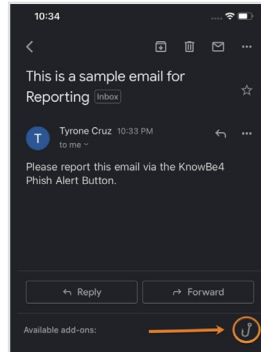 10:34
This is a sample email for
Reporting Inbox
T
Tyrone Cruz 10:33 PM
to me
Please report this email via the KnowBe4
Phish Alert Button.
Reply
Forward
Available add-ons: